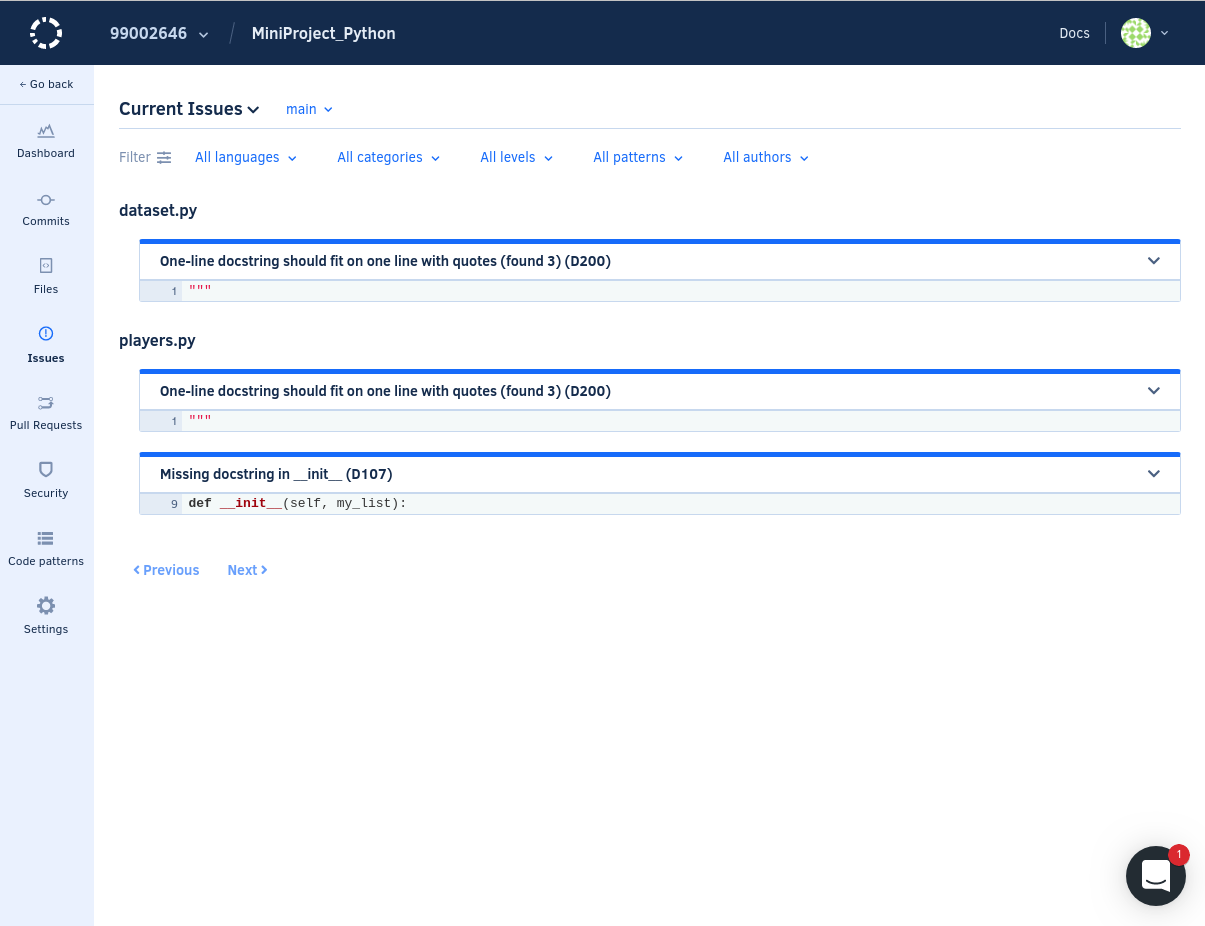 99002646 / MiniProject_Python Docs
← Go back
Dashboard
Commits
Files
Issues
Pull Requests
Security
Code patterns
Settings
Current Issues main
Filter All languages All categories All levels All patterns All authors
dataset.py
One-line docstring should fit on one line with quotes (found 3) (D200)
1 """
players.py
One-line docstring should fit on one line with quotes (found 3) (D200)
1 """
Missing docstring in __init__ (D107)
9 def __init__(self, my_list):
Previous Next
1